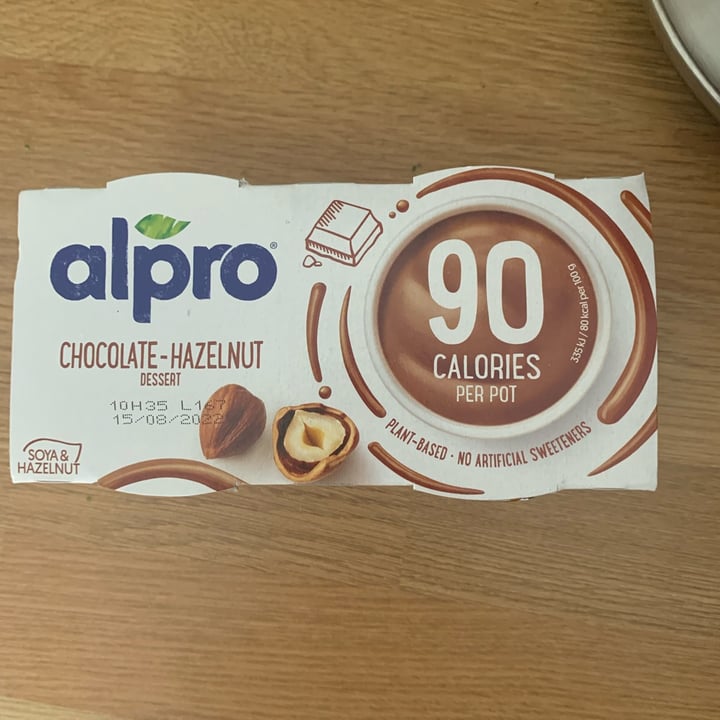 alpro®
CHOCOLATE-HAZELNUT
DESSERT
10H35 L167
15/08/2022
SOYA &
HAZELNUT
90
CALORIES
PER POT
335 kJ / 80 kcal per 100 g
PLANT-BASED · NO ARTIFICIAL SWEETENERS